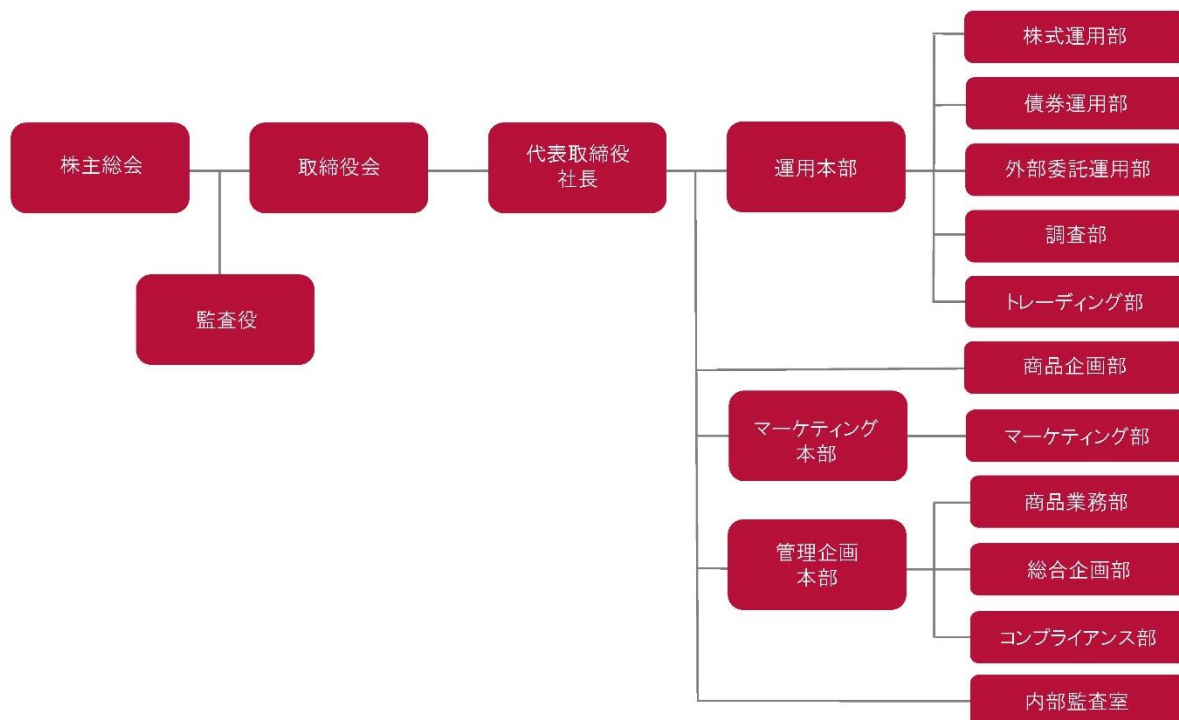 株主総会
取締役会
代表取締役
社長
監査役
運用本部
株式運用部
債券運用部
外部委託運用部
調査部
トレーディング部
商品企画部
マーケティング
本部
マーケティング部
管理企画
本部
商品業務部
総合企画部
コンプライアンス部
内部監査室